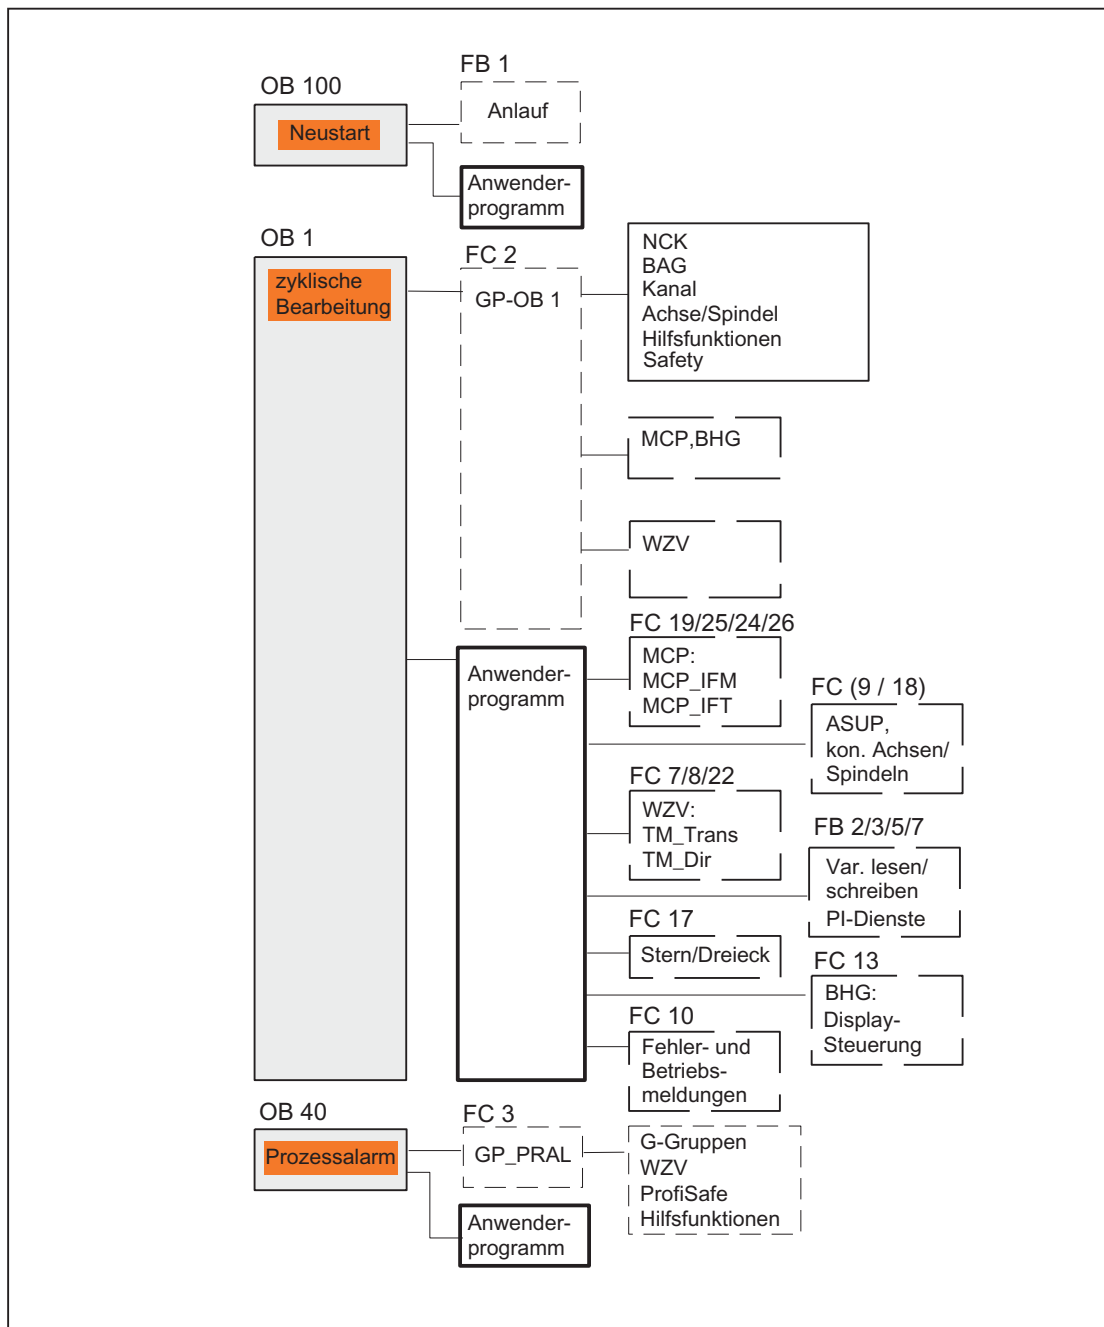 FB 1
OB 100
Anlauf
Neustart
Anwender-
programm
OB 1
zyklische
Bearbeitung
FC 2
GP-OB 1
NCK
BAG
Kanal
Achse/Spindel
Hilfsfunktionen
Safety
MCP,BHG
WZV
Anwender-
programm
FC 19/25/24/26
MCP:
MCP_IFM
MCP_IFT
FC (9 / 18)
ASUP,
kon. Achsen/
Spindeln
FC 7/8/22
WZV:
TM_Trans
TM_Dir
FB 2/3/5/7
Var. lesen/
schreiben
PI-Dienste
FC 17
Stern/Dreieck
FC 13
BHG:
Display-
Steuerung
FC 10
Fehler- und
Betriebs-
meldungen
OB 40
Prozessalarm
FC 3
GP_PRAL
G-Gruppen
WZV
ProfiSafe
Hilfsfunktionen
Anwender-
programm